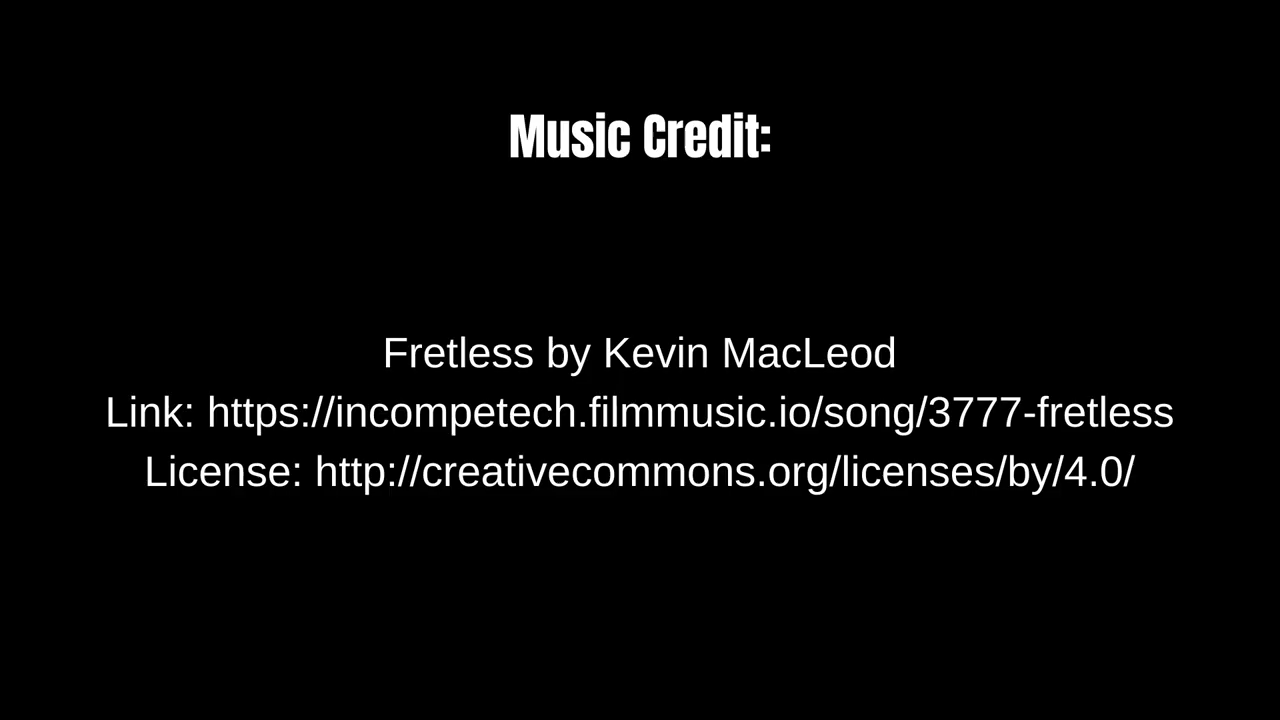 Music Credit:
Fretless by Kevin MacLeod
Link: https://incompetech.filmmusic.io/song/3777-fretless
License: http://creativecommons.org/licenses/by/4.0/